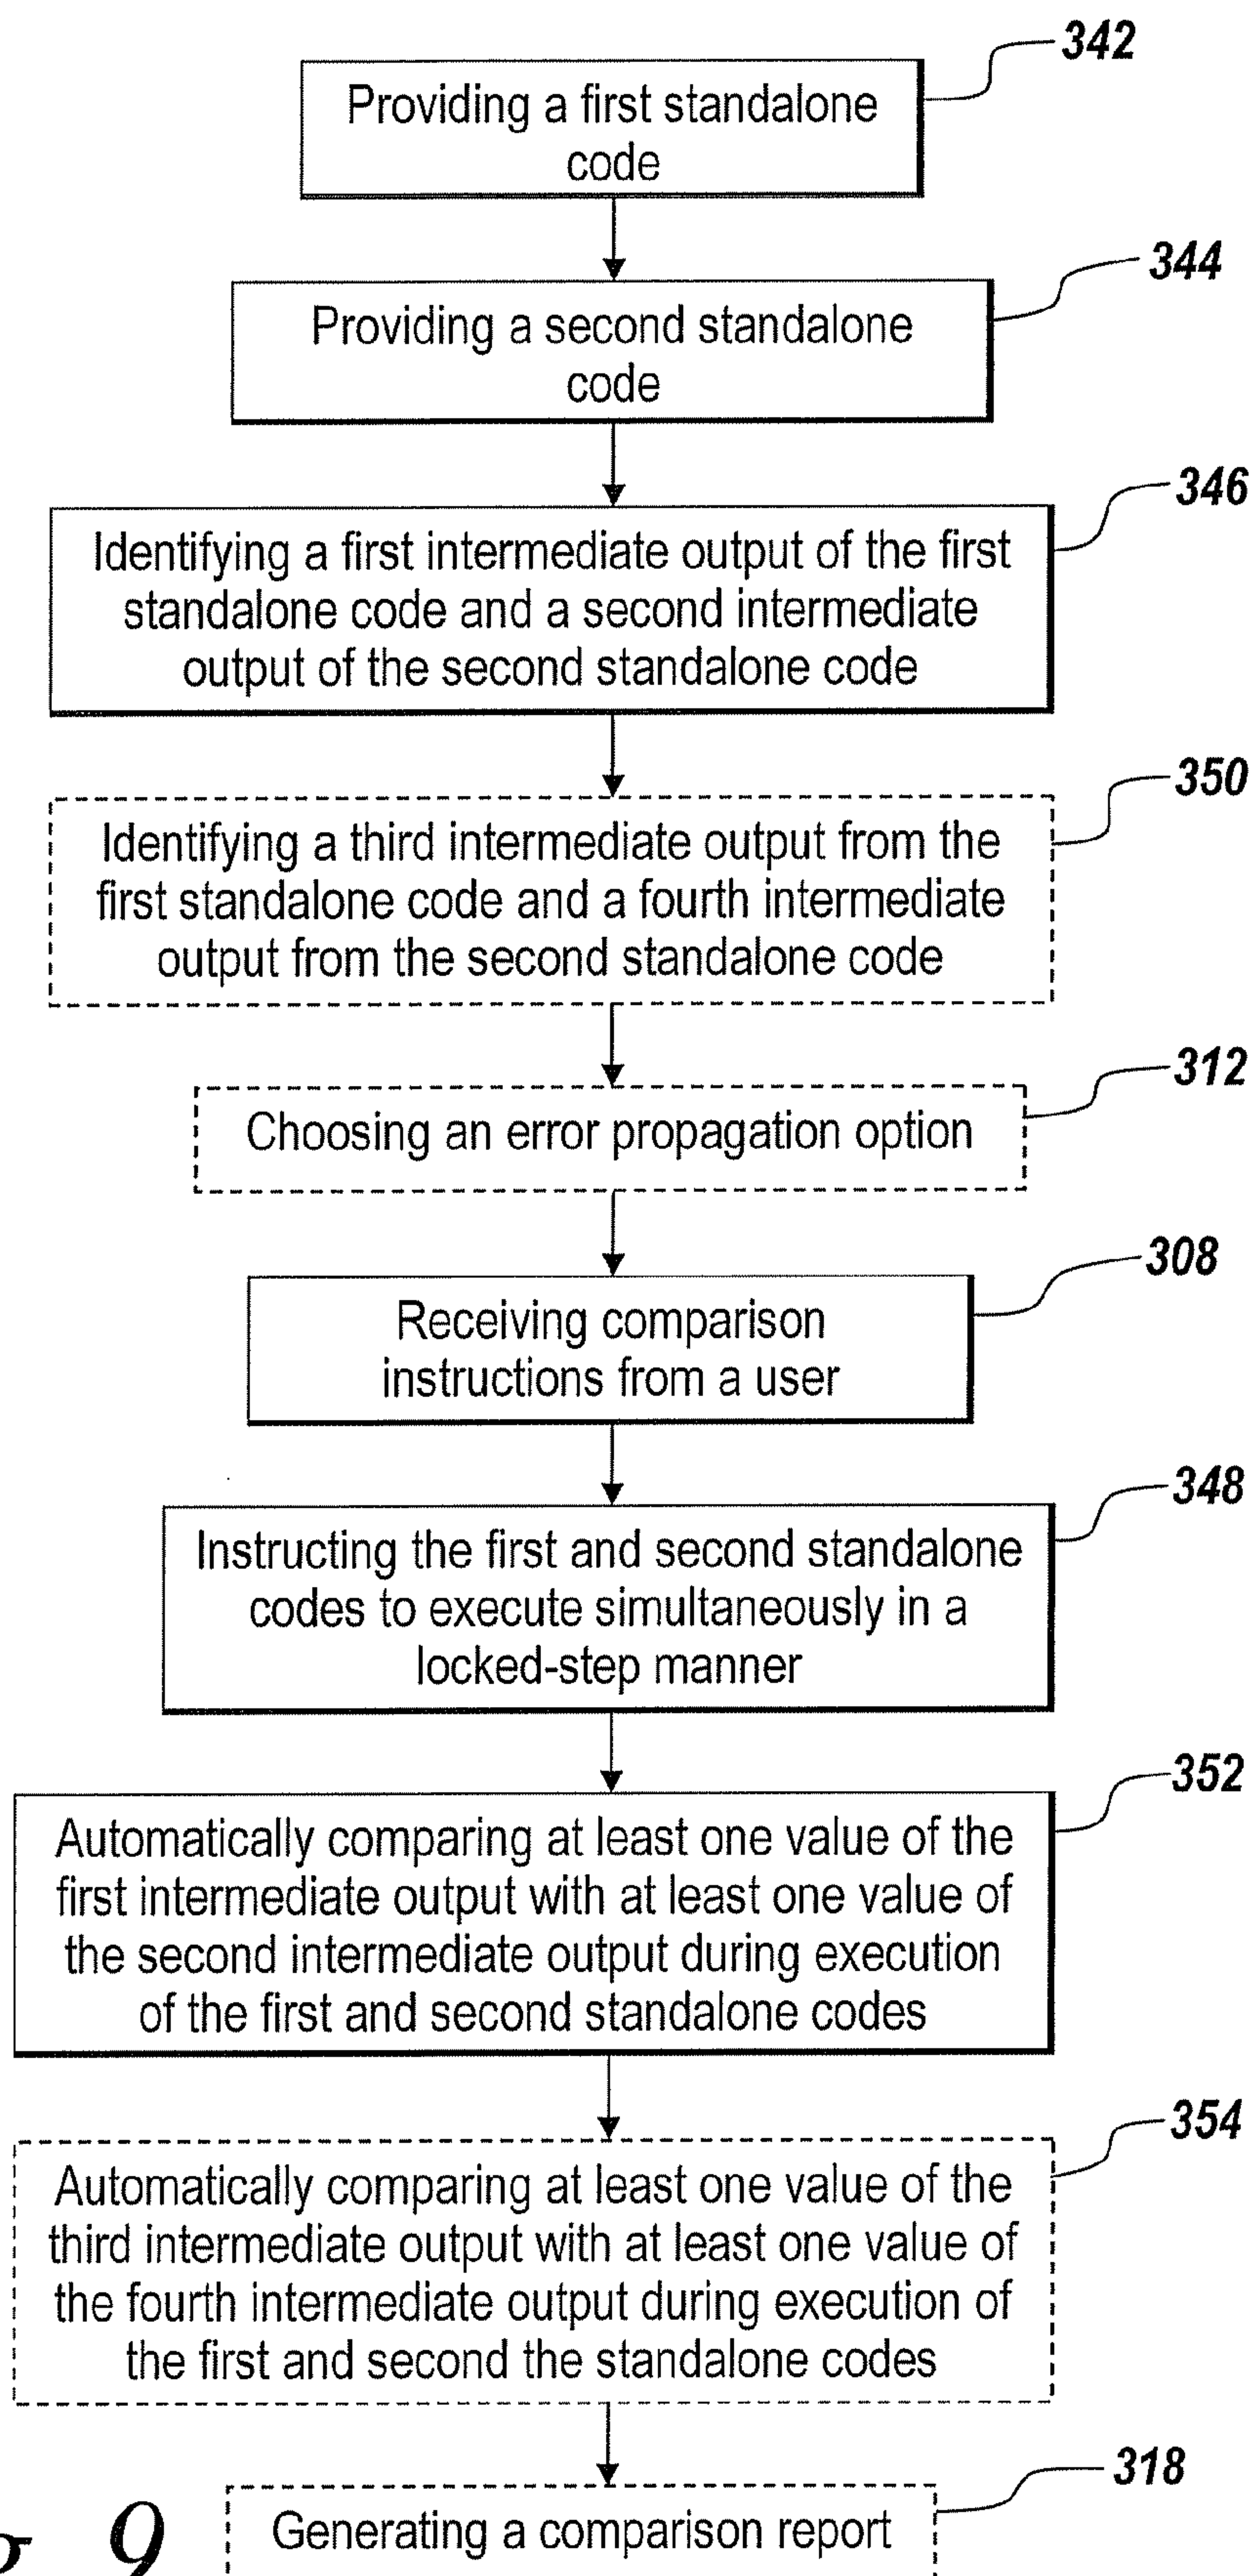 342
Providing a first standalone
code
344
Providing a second standalone
code
346
Identifying a first intermediate output of the first
standalone code and a second intermediate
output of the second standalone code
350
Identifying a third intermediate output from the
first standalone code and a fourth intermediate
output from the second standalone code
312
Choosing an error propagation option
308
Receiving comparison
instructions from a user
348
Instructing the first and second standalone
codes to execute simultaneously in a
locked-step manner
352
Automatically comparing at least one value of the
first intermediate output with at least one value of
the second intermediate output during execution
of the first and second standalone codes
354
Automatically comparing at least one value of the
third intermediate output with at least one value of
the fourth intermediate output during execution of
the first and second the standalone codes
318
Generating a comparison report
9